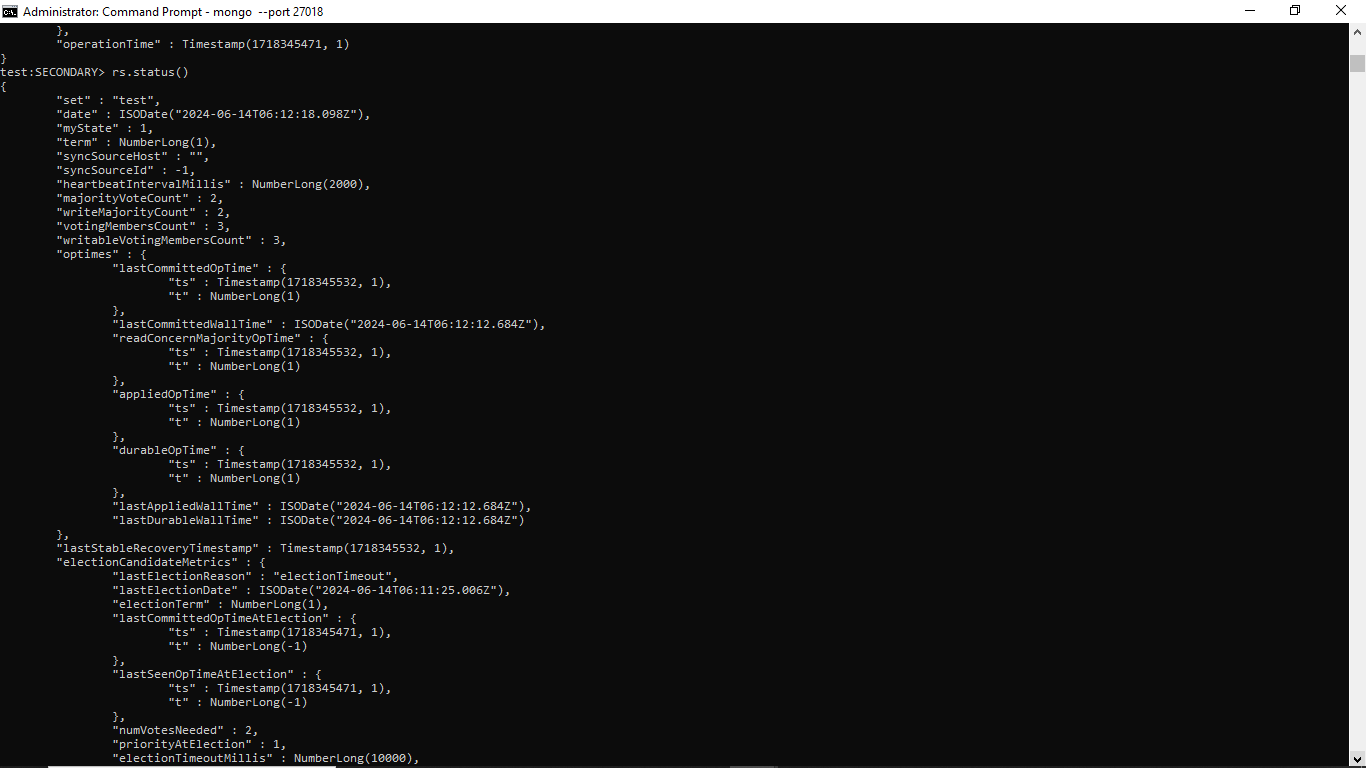 Administrator: Command Prompt - mongo  --port 27018
        },
        "operationTime" : Timestamp(1718345471, 1)
}
test:SECONDARY> rs.status()
{
        "set" : "test",
        "date" : ISODate("2024-06-14T06:12:18.098Z"),
        "myState" : 1,
        "term" : NumberLong(1),
        "syncSourceHost" : "",
        "syncSourceId" : -1,
        "heartbeatIntervalMillis" : NumberLong(2000),
        "majorityVoteCount" : 2,
        "writeMajorityCount" : 2,
        "votingMembersCount" : 3,
        "writableVotingMembersCount" : 3,
        "optimes" : {
                "lastCommittedOpTime" : {
                        "ts" : Timestamp(1718345532, 1),
                        "t" : NumberLong(1)
                },
                "lastCommittedWallTime" : ISODate("2024-06-14T06:12:12.684Z"),
                "readConcernMajorityOpTime" : {
                        "ts" : Timestamp(1718345532, 1),
                        "t" : NumberLong(1)
                },
                "appliedOpTime" : {
                        "ts" : Timestamp(1718345532, 1),
                        "t" : NumberLong(1)
                },
                "durableOpTime" : {
                        "ts" : Timestamp(1718345532, 1),
                        "t" : NumberLong(1)
                },
                "lastAppliedWallTime" : ISODate("2024-06-14T06:12:12.684Z"),
                "lastDurableWallTime" : ISODate("2024-06-14T06:12:12.684Z")
        },
        "lastStableRecoveryTimestamp" : Timestamp(1718345532, 1),
        "electionCandidateMetrics" : {
                "lastElectionReason" : "electionTimeout",
                "lastElectionDate" : ISODate("2024-06-14T06:11:25.006Z"),
                "electionTerm" : NumberLong(1),
                "lastCommittedOpTimeAtElection" : {
                        "ts" : Timestamp(1718345471, 1),
                        "t" : NumberLong(-1)
                },
                "lastSeenOpTimeAtElection" : {
                        "ts" : Timestamp(1718345471, 1),
                        "t" : NumberLong(-1)
                },
                "numVotesNeeded" : 2,
                "priorityAtElection" : 1,
                "electionTimeoutMillis" : NumberLong(10000),